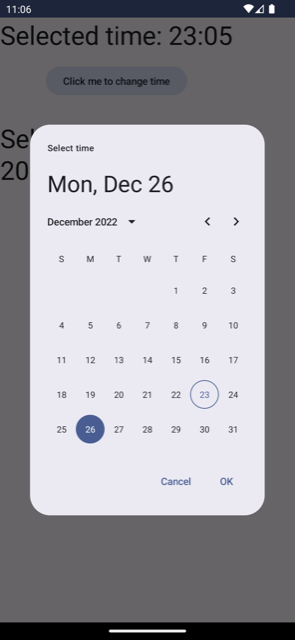 11:06
Selected time: 23:05
Click me to change time
Sel
20
Select time
Mon, Dec 26
December 2022
S M T W T F S
1 2 3
4 5 6 7 8 9 10
11 12 13 14 15 16 17
18 19 20 21 22 23 24
25 26 27 28 29 30 31
Cancel OK